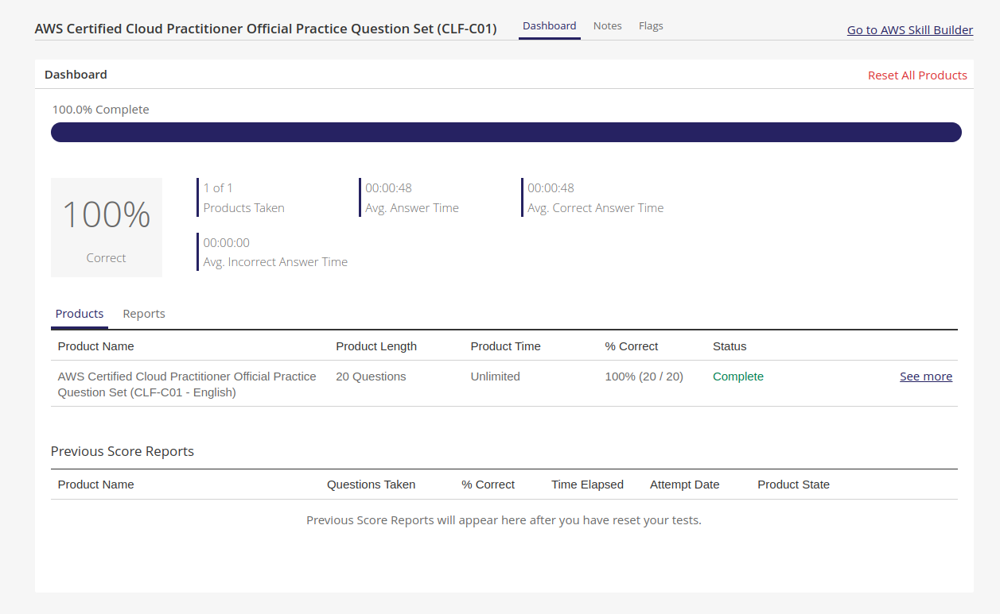 AWS Certified Cloud Practitioner Official Practice Question Set (CLF-C01) Dashboard Notes Flags Go to AWS Skill Builder
Dashboard Reset All Products
100.0% Complete
100%
Correct
1 of 1
Products Taken
00:00:48
Avg. Answer Time
00:00:48
Avg. Correct Answer Time
00:00:00
Avg. Incorrect Answer Time
Products Reports
Product Name Product Length Product Time % Correct Status
AWS Certified Cloud Practitioner Official Practice 20 Questions Unlimited 100% (20 / 20) Complete See more
Question Set (CLF-C01 - English)
Previous Score Reports
Product Name Questions Taken % Correct Time Elapsed Attempt Date Product State
Previous Score Reports will appear here after you have reset your tests.